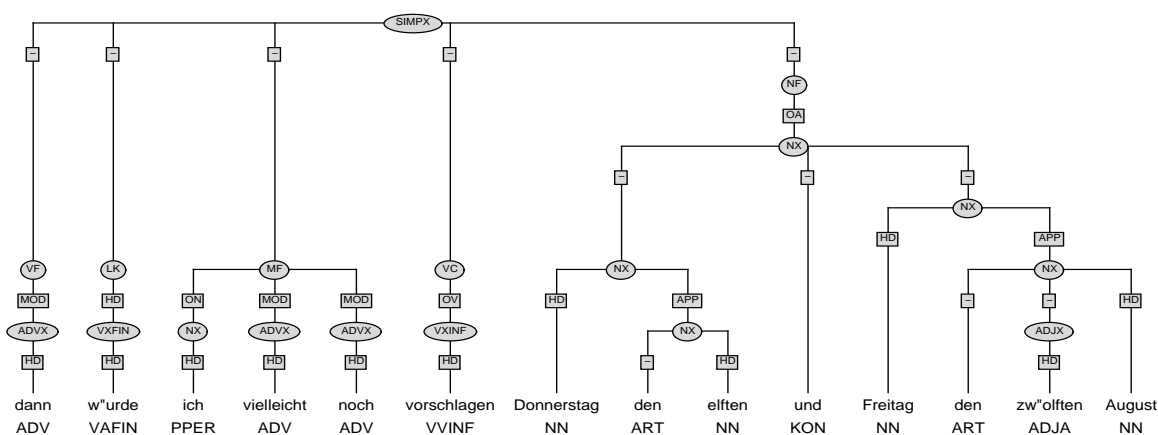 SIMPX
– – – – –
NF
OA
NX
– – –
NX
HD APP
VF LK MF VC NX NX
MOD HD ON MOD MOD OV HD APP – – HD
ADVX VXFIN NX ADVX ADVX VXINF NX ADJX
HD HD HD HD HD HD – HD HD
dann w"urde ich vielleicht noch vorschlagen Donnerstag den elften und Freitag den zw"olften August
ADV VAFIN PPER ADV ADV VVINF NN ART NN KON NN ART ADJA NN